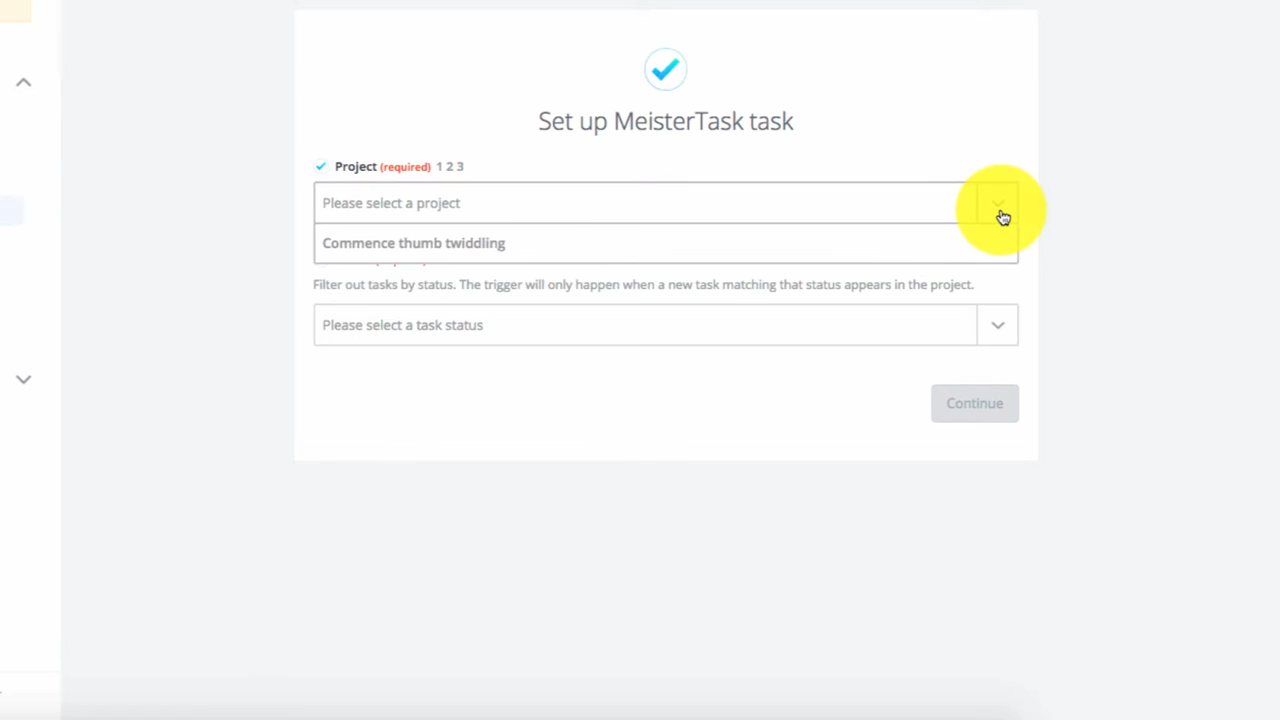 Set up MeisterTask task
Project (required) 1 2 3
Please select a project
Commence thumb twiddling
Filter out tasks by status. The trigger will only happen when a new task matching that status appears in the project.
Please select a task status
Continue